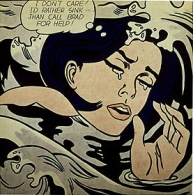 I DON'T CARE!
I'D RATHER SINK --
THAN CALL BRAD
FOR HELP!